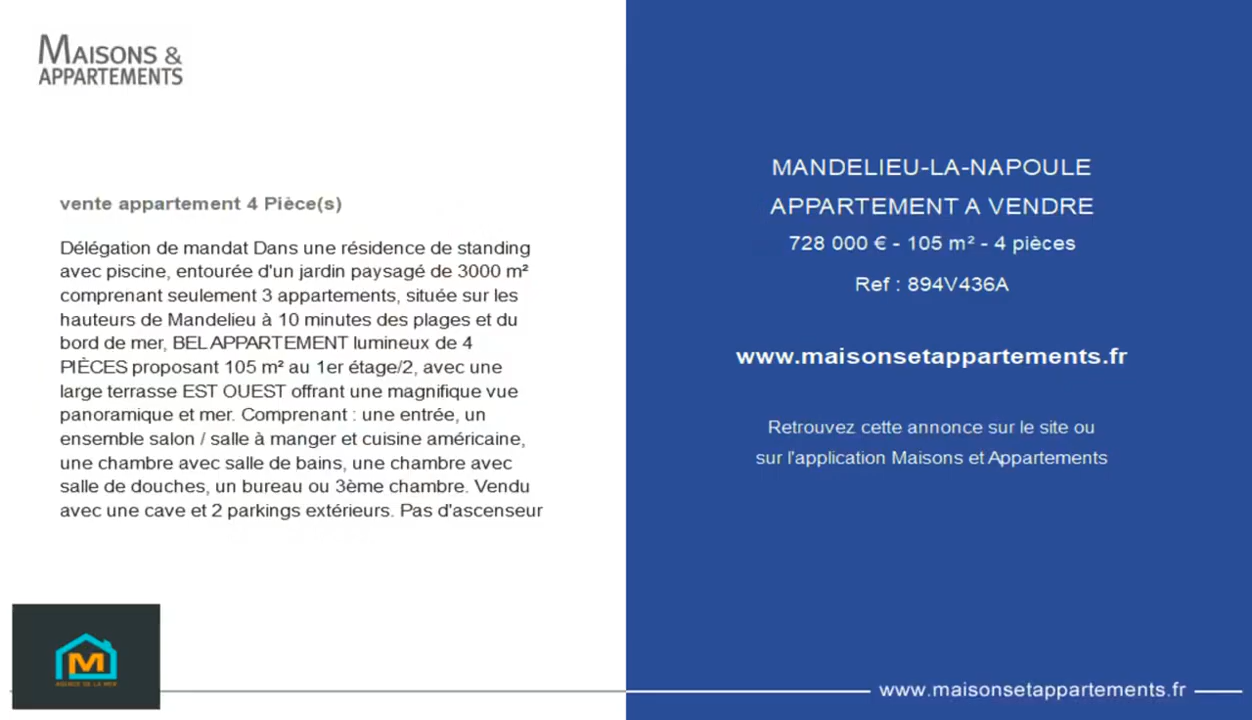 MAISONS &
APPARTEMENTS
vente appartement 4 Pièce(s)
Délégation de mandat Dans une résidence de standing
avec piscine, entourée d'un jardin paysagé de 3000 m²
comprenant seulement 3 appartements, située sur les
hauteurs de Mandelieu à 10 minutes des plages et du
bord de mer, BEL APPARTEMENT lumineux de 4
PIÈCES proposant 105 m² au 1er étage/2, avec une
large terrasse EST OUEST offrant une magnifique vue
panoramique et mer. Comprenant : une entrée, un
ensemble salon / salle à manger et cuisine américaine,
une chambre avec salle de bains, une chambre avec
salle de douches, un bureau ou 3ème chambre. Vendu
avec une cave et 2 parkings extérieurs. Pas d'ascenseur
M
AGENCE DE LA MER
MANDELIEU-LA-NAPOULE
APPARTEMENT A VENDRE
728 000 € - 105 m² - 4 pièces
Ref : 894V436A
www.maisonsetappartements.fr
Retrouvez cette annonce sur le site ou
sur l'application Maisons et Appartements
www.maisonsetappartements.fr